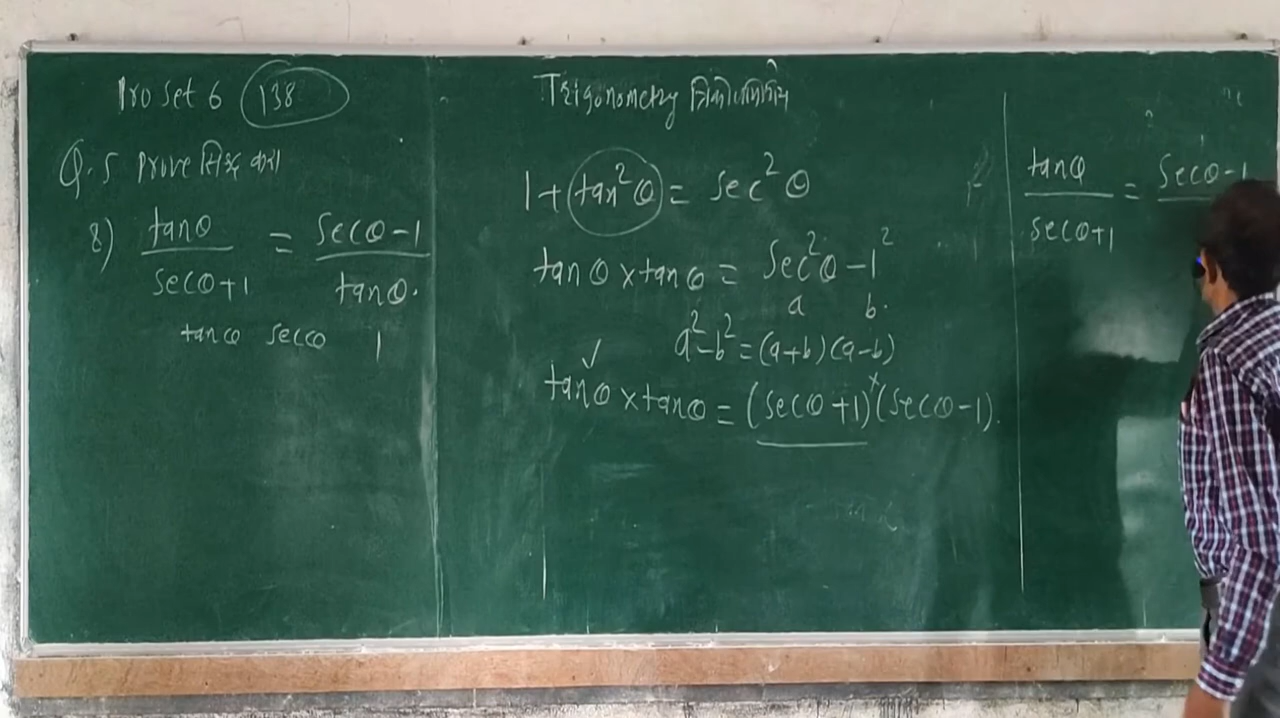 Pro Set 6 138
Q.5 Prove सिद्ध करा
8) tanθ / secθ+1 = secθ-1 / tanθ.
tanθ secθ 1
Trigonometry
1+tan²θ = sec²θ
tanθ × tanθ = sec²θ - 1²
a b.
a²-b² = (a+b)(a-b)
✓
tanθ × tanθ = (secθ+1)×(secθ-1).
tanθ / secθ+1 = secθ-1